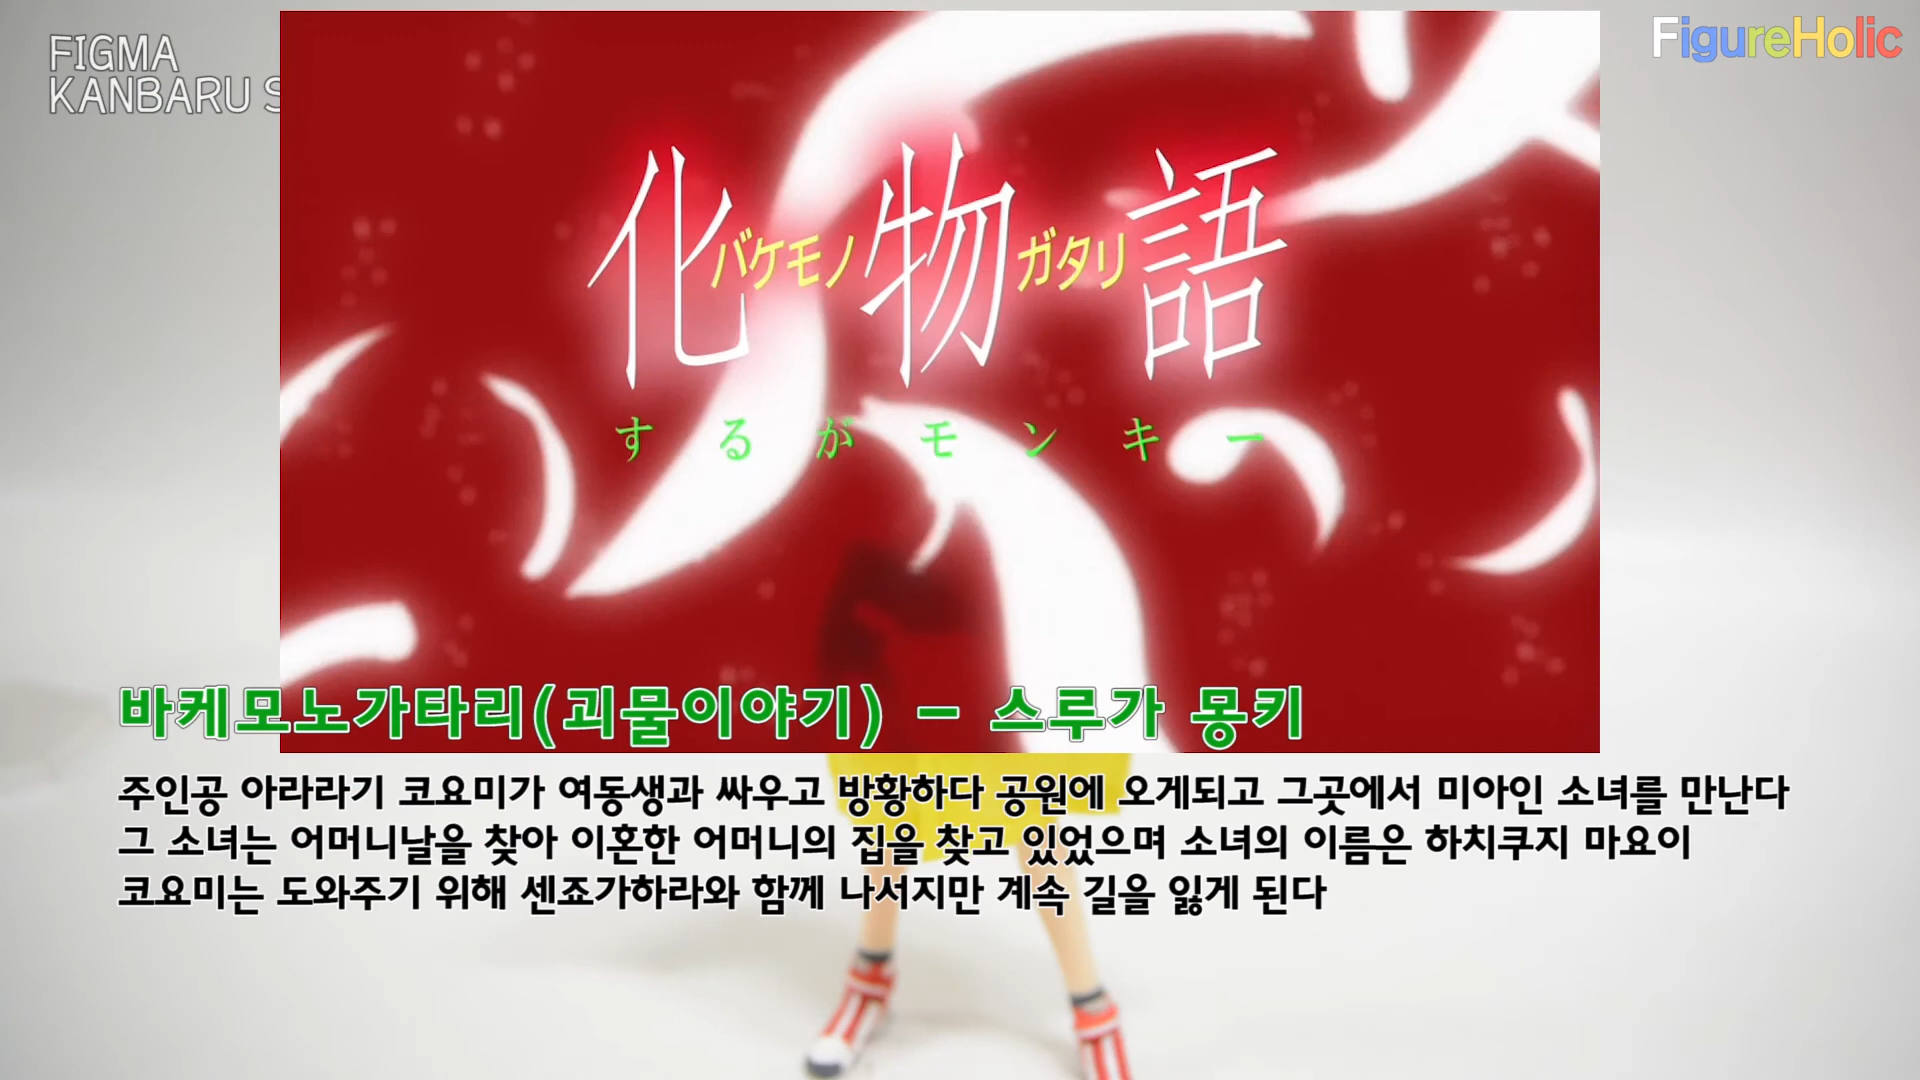 FIGMA
KANBARU S
FigureHolic
化物語
バケモノガタリ
するがモンキー
바케모노가타리(괴물이야기) - 스루가 몽키
주인공 아라라기 코요미가 여동생과 싸우고 방황하다 공원에 오게되고 그곳에서 미아인 소녀를 만난다
그 소녀는 어머니날을 찾아 이혼한 어머니의 집을 찾고 있었으며 소녀의 이름은 하치쿠지 마요이
코요미는 도와주기 위해 센죠가하라와 함께 나서지만 계속 길을 잃게 된다